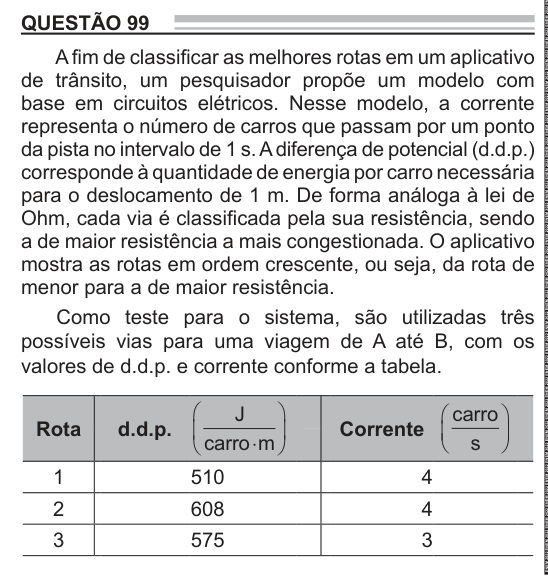 QUESTÃO 99
A fim de classificar as melhores rotas em um aplicativo
de trânsito, um pesquisador propõe um modelo com
base em circuitos elétricos. Nesse modelo, a corrente
representa o número de carros que passam por um ponto
da pista no intervalo de 1 s. A diferença de potencial (d.d.p.)
corresponde à quantidade de energia por carro necessária
para o deslocamento de 1 m. De forma análoga à lei de
Ohm, cada via é classificada pela sua resistência, sendo
a de maior resistência a mais congestionada. O aplicativo
mostra as rotas em ordem crescente, ou seja, da rota de
menor para a de maior resistência.
Como teste para o sistema, são utilizadas três
possíveis vias para uma viagem de A até B, com os
valores de d.d.p. e corrente conforme a tabela.
Rota d.d.p. (J / carro·m) Corrente (carro / s)
1 510 4
2 608 4
3 575 3